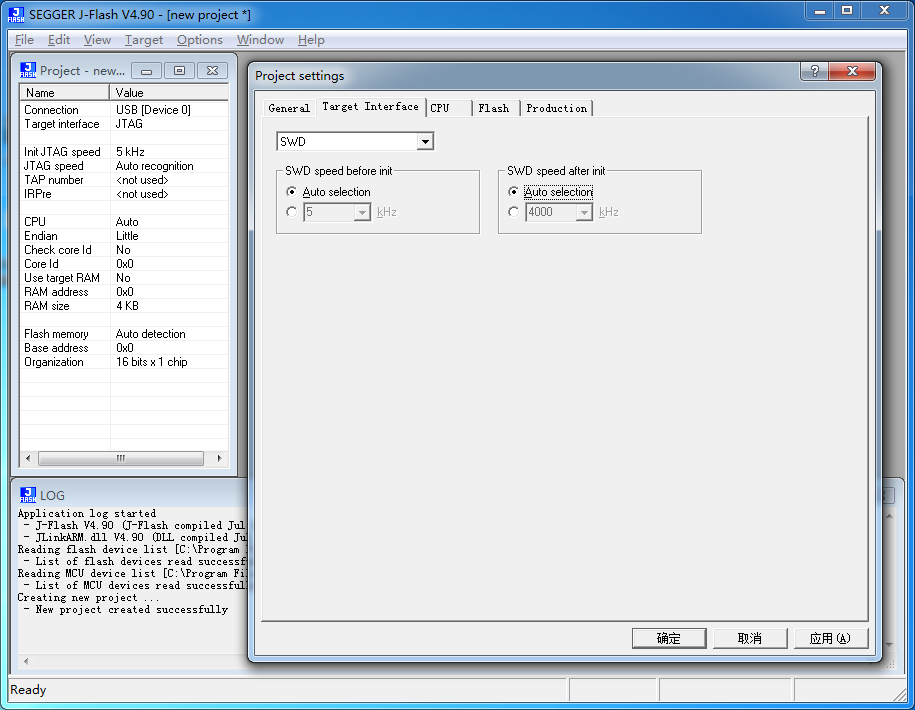 SEGGER J-Flash V4.90 - [new project *]
File Edit View Target Options Window Help
Project - new...
Name Value
Connection USB [Device 0]
Target interface JTAG
Init JTAG speed 5 kHz
JTAG speed Auto recognition
TAP number <not used>
IRPre <not used>
CPU Auto
Endian Little
Check core Id No
Core Id 0x0
Use target RAM No
RAM address 0x0
RAM size 4 KB
Flash memory Auto detection
Base address 0x0
Organization 16 bits x 1 chip
Project settings
General Target Interface CPU Flash Production
SWD
SWD speed before init
Auto selection
5 kHz
SWD speed after init
Auto selection
4000 kHz
确定 取消 应用 (A)
LOG
Application log started
- J-Flash V4.90 (J-Flash compiled Jul
- JLinkARM.dll V4.90 (DLL compiled Ju
Reading flash device list [C:\Program
- List of flash devices read successf
Reading MCU device list [C:\Program Fi
- List of MCU devices read successful
Creating new project ...
- New project created successfully
Ready